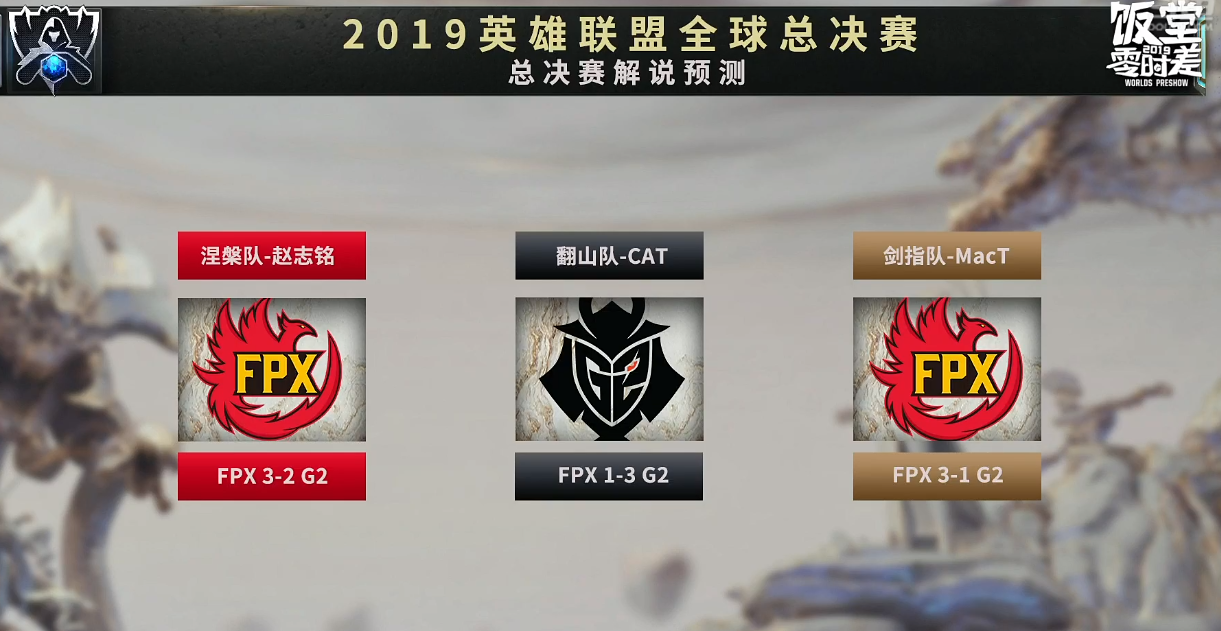 2019英雄联盟全球总决赛
总决赛解说预测
饭堂
零时差
2019
WORLDS PRESHOW
涅槃队-赵志铭
翻山队-CAT
剑指队-MacT
FPX
G2
FPX
FPX 3-2 G2
FPX 1-3 G2
FPX 3-1 G2